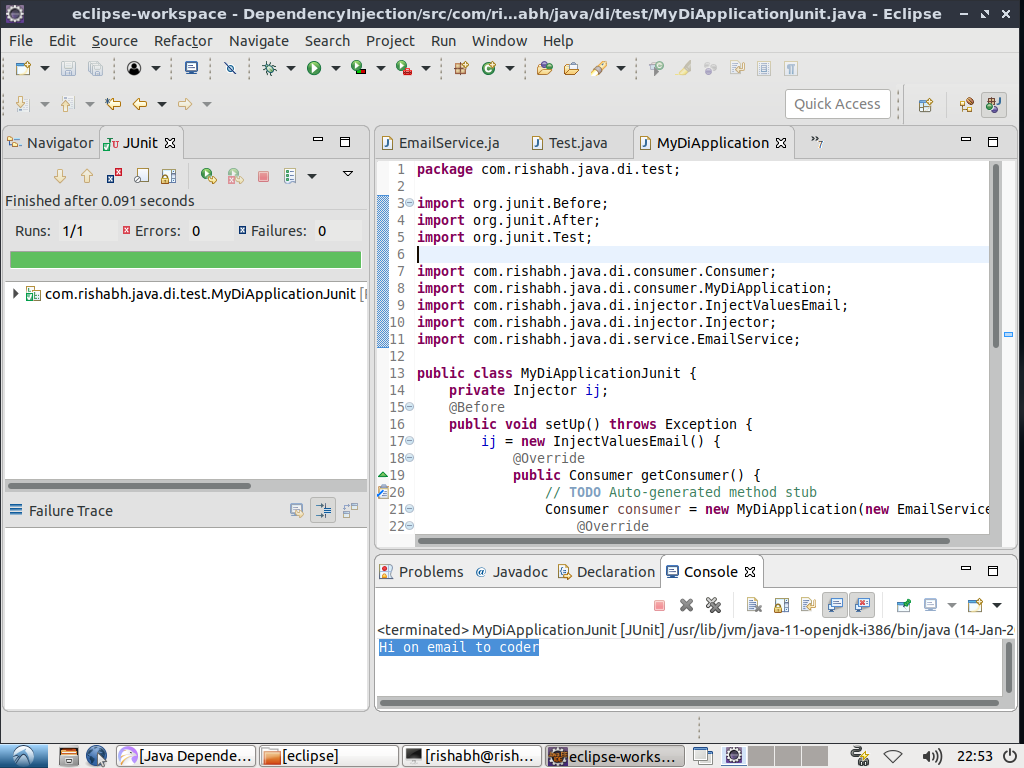 eclipse-workspace - DependencyInjection/src/com/ri...abh/java/di/test/MyDiApplicationJunit.java - Eclipse
File Edit Source Refactor Navigate Search Project Run Window Help
Quick Access
Navigator JUnit
Finished after 0.091 seconds
Runs: 1/1 Errors: 0 Failures: 0
com.rishabh.java.di.test.MyDiApplicationJunit [
Failure Trace
EmailService.ja Test.java MyDiApplication »7
1 package com.rishabh.java.di.test;
2
3 import org.junit.Before;
4 import org.junit.After;
5 import org.junit.Test;
6
7 import com.rishabh.java.di.consumer.Consumer;
8 import com.rishabh.java.di.consumer.MyDiApplication;
9 import com.rishabh.java.di.injector.InjectValuesEmail;
10 import com.rishabh.java.di.injector.Injector;
11 import com.rishabh.java.di.service.EmailService;
12
13 public class MyDiApplicationJunit {
14 private Injector ij;
15 @Before
16 public void setUp() throws Exception {
17 ij = new InjectValuesEmail() {
18 @Override
19 public Consumer getConsumer() {
20 // TODO Auto-generated method stub
21 Consumer consumer = new MyDiApplication(new EmailService
22 @Override
Problems @ Javadoc Declaration Console
<terminated> MyDiApplicationJunit [JUnit] /usr/lib/jvm/java-11-openjdk-i386/bin/java (14-Jan-2
Hi on email to coder
[Java Depende... [eclipse] [rishabh@rish... eclipse-works... 22:53